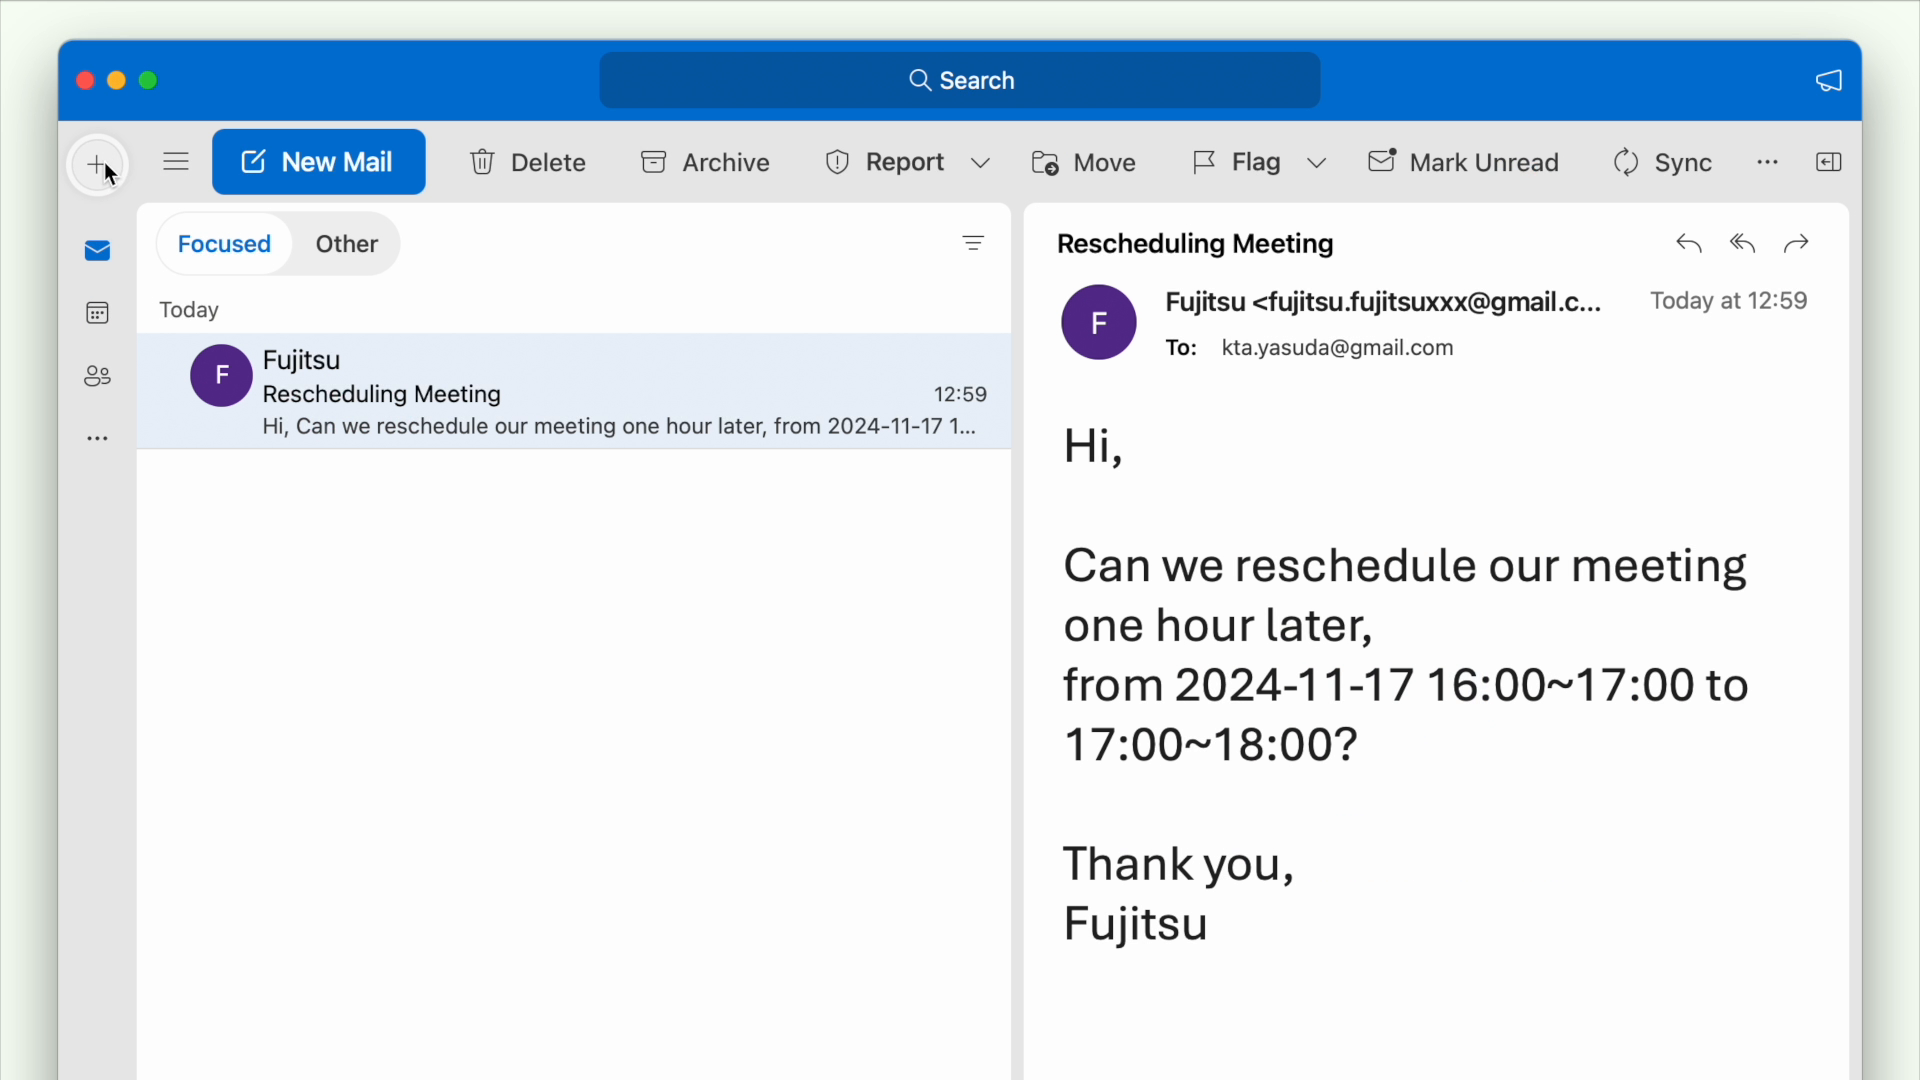 Search
New Mail
Delete
Archive
Report
Move
Flag
Mark Unread
Sync
Focused
Other
Today
F
Fujitsu
Rescheduling Meeting
12:59
Hi, Can we reschedule our meeting one hour later, from 2024-11-17 1...
Rescheduling Meeting
F
Fujitsu <fujitsu.fujitsuxxx@gmail.c...
Today at 12:59
To: kta.yasuda@gmail.com
Hi,
Can we reschedule our meeting
one hour later,
from 2024-11-17 16:00~17:00 to
17:00~18:00?
Thank you,
Fujitsu